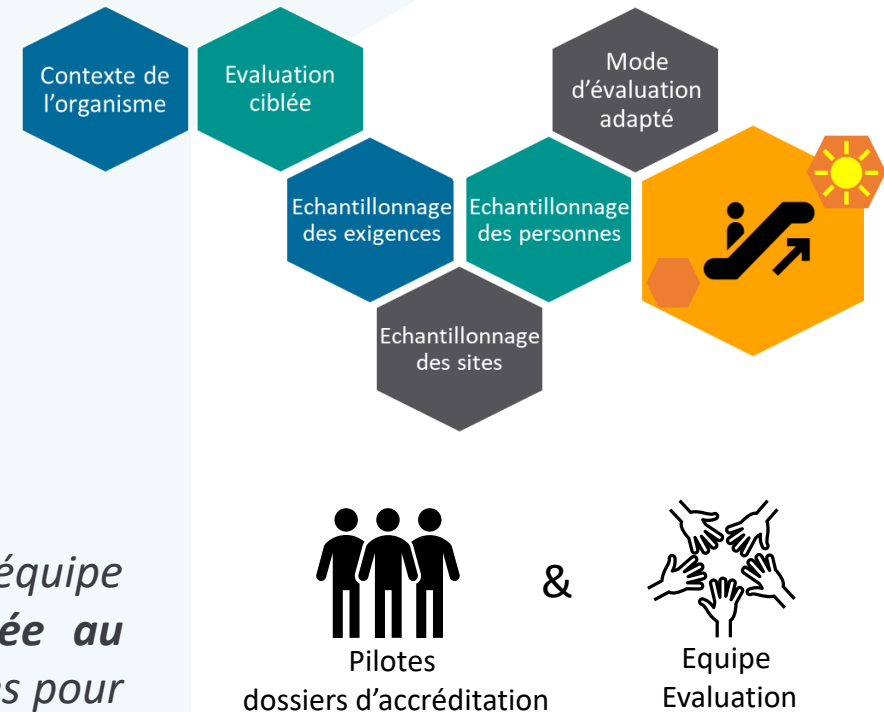 Contexte de
l'organisme
Evaluation
ciblée
Mode
d'évaluation
adapté
Echantillonnage
des exigences
Echantillonnage
des personnes
Echantillonnage
des sites
équipe
ée au
es pour
&
Pilotes
dossiers d'accréditation
Equipe
Evaluation